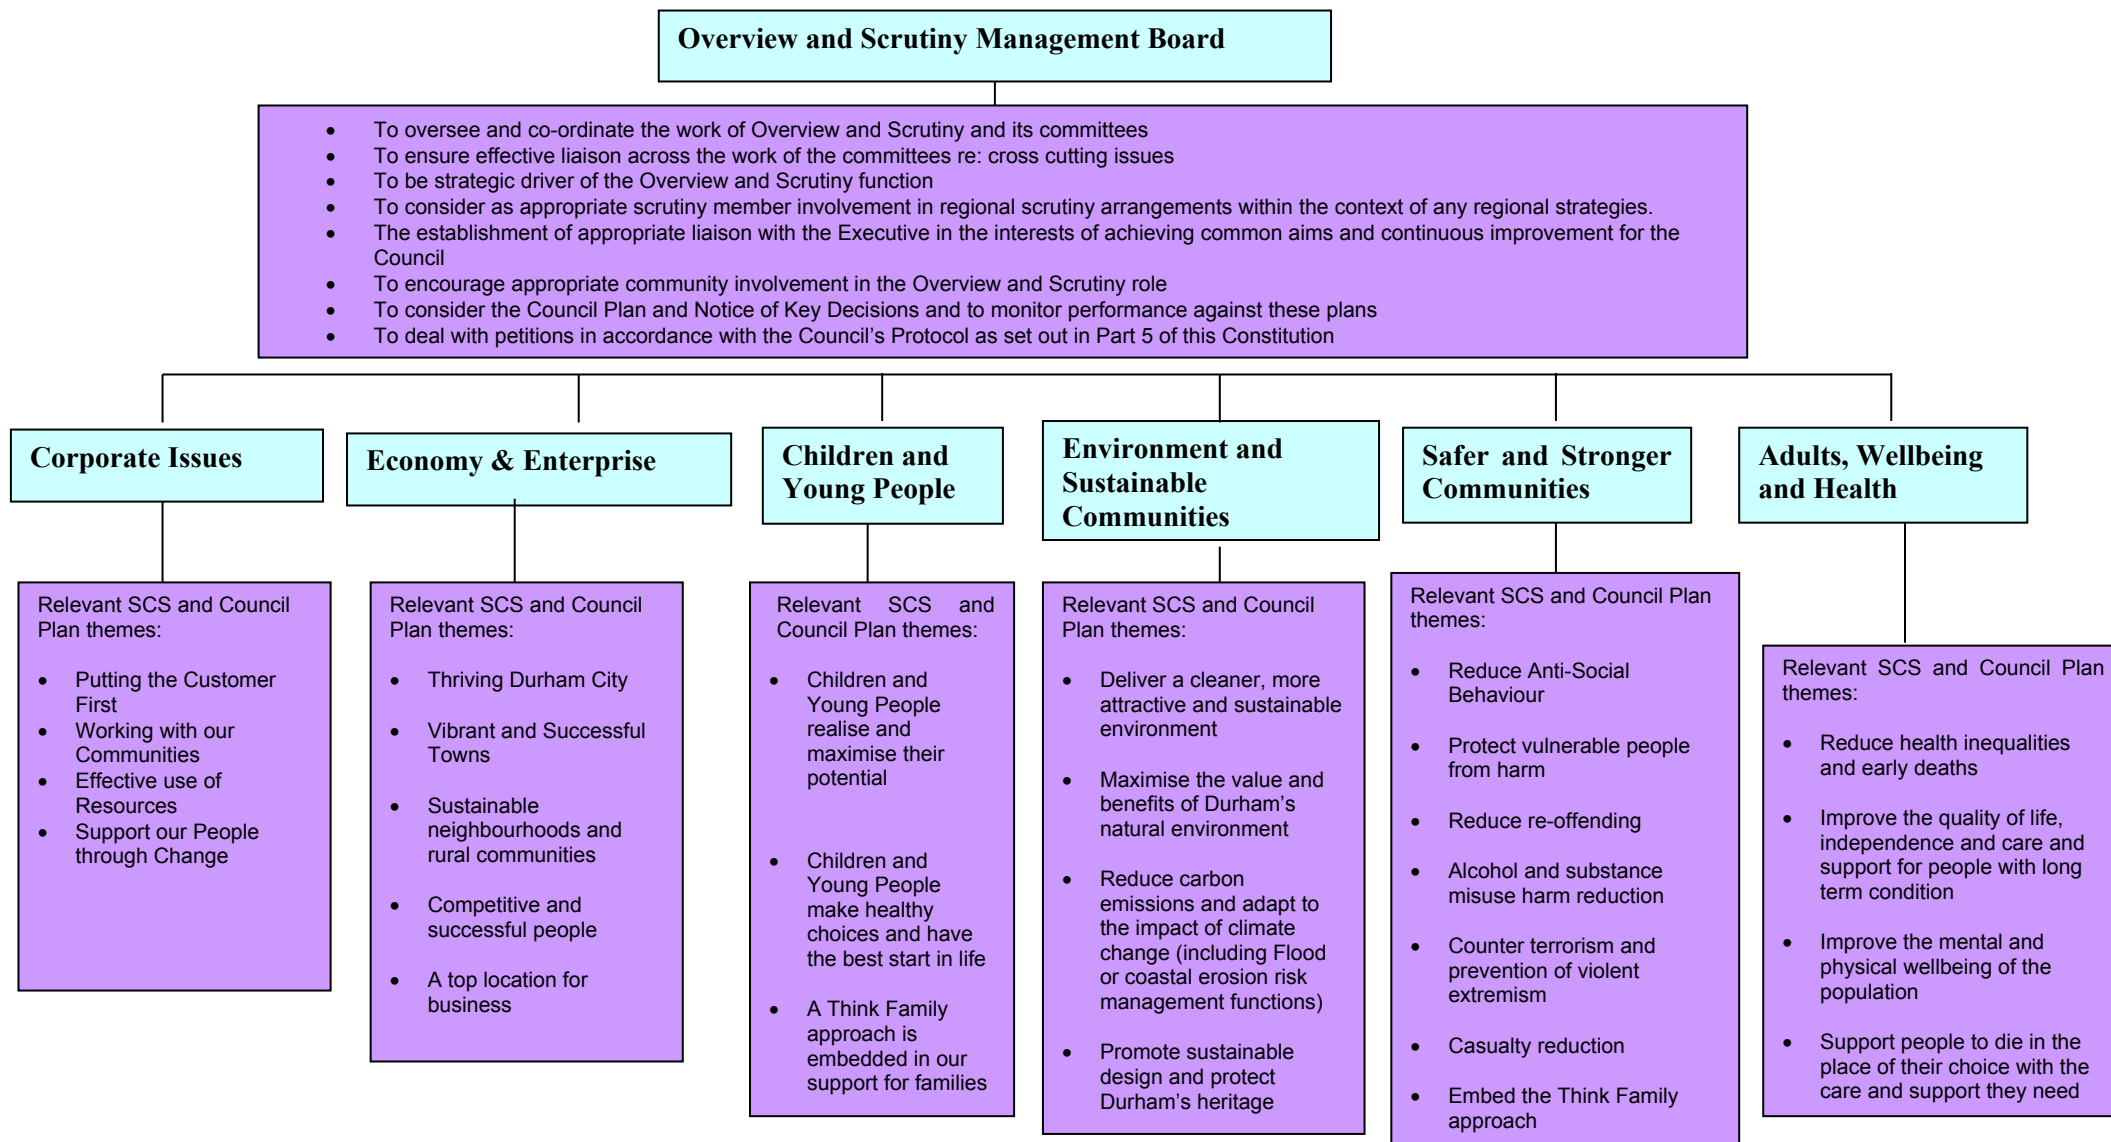 Overview and Scrutiny Management Board
• To oversee and co-ordinate the work of Overview and Scrutiny and its committees
• To ensure effective liaison across the work of the committees re: cross cutting issues
• To be strategic driver of the Overview and Scrutiny function
• To consider as appropriate scrutiny member involvement in regional scrutiny arrangements within the context of any regional strategies.
• The establishment of appropriate liaison with the Executive in the interests of achieving common aims and continuous improvement for the
Council
• To encourage appropriate community involvement in the Overview and Scrutiny role
• To consider the Council Plan and Notice of Key Decisions and to monitor performance against these plans
• To deal with petitions in accordance with the Council’s Protocol as set out in Part 5 of this Constitution
Corporate Issues
Economy & Enterprise
Children and
Young People
Environment and
Sustainable
Communities
Safer and Stronger
Communities
Adults, Wellbeing
and Health
Relevant SCS and Council
Plan themes:
• Putting the Customer
First
• Working with our
Communities
• Effective use of
Resources
• Support our People
through Change
Relevant SCS and Council
Plan themes:
• Thriving Durham City
• Vibrant and Successful
Towns
• Sustainable
neighbourhoods and
rural communities
• Competitive and
successful people
• A top location for
business
Relevant SCS and
Council Plan themes:
• Children and
Young People
realise and
maximise their
potential
• Children and
Young People
make healthy
choices and have
the best start in life
• A Think Family
approach is
embedded in our
support for families
Relevant SCS and Council
Plan themes:
• Deliver a cleaner, more
attractive and sustainable
environment
• Maximise the value and
benefits of Durham’s
natural environment
• Reduce carbon
emissions and adapt to
the impact of climate
change (including Flood
or coastal erosion risk
management functions)
• Promote sustainable
design and protect
Durham’s heritage
Relevant SCS and Council Plan
themes:
• Reduce Anti-Social
Behaviour
• Protect vulnerable people
from harm
• Reduce re-offending
• Alcohol and substance
misuse harm reduction
• Counter terrorism and
prevention of violent
extremism
• Casualty reduction
• Embed the Think Family
approach
Relevant SCS and Council Plan
themes:
• Reduce health inequalities
and early deaths
• Improve the quality of life,
independence and care and
support for people with long
term condition
• Improve the mental and
physical wellbeing of the
population
• Support people to die in the
place of their choice with the
care and support they need